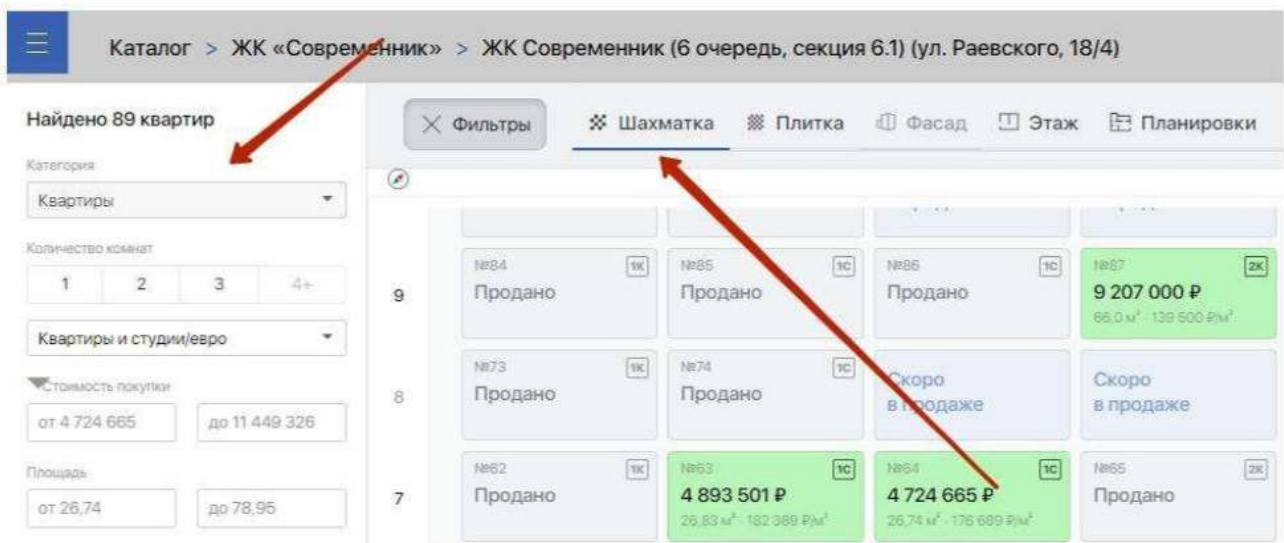 Каталог > ЖК «Современник» > ЖК Современник (6 очередь, секция 6.1) (ул. Раевского, 18/4)
Найдено 89 квартир
Фильтры Шахматка Плитка Фасад Этаж Планировки
Категория
Квартиры
Количество комнат
1 2 3 4+
Квартиры и студии/евро
Стоимость покупки
от 4 724 665 до 11 449 326
Площадь
от 26,74 до 78,95
9
№84 1К
Продано
№85 1С
Продано
№86 1С
Продано
№87 2К
9 207 000 ₽
66,0 м² · 139 500 ₽/м²
8
№73 1К
Продано
№74 1С
Продано
Скоро
в продаже
Скоро
в продаже
7
№62 1К
Продано
№63 1С
4 893 501 ₽
26,83 м² · 182 389 ₽/м²
№64 1С
4 724 665 ₽
26,74 м² · 176 689 ₽/м²
№65 2К
Продано